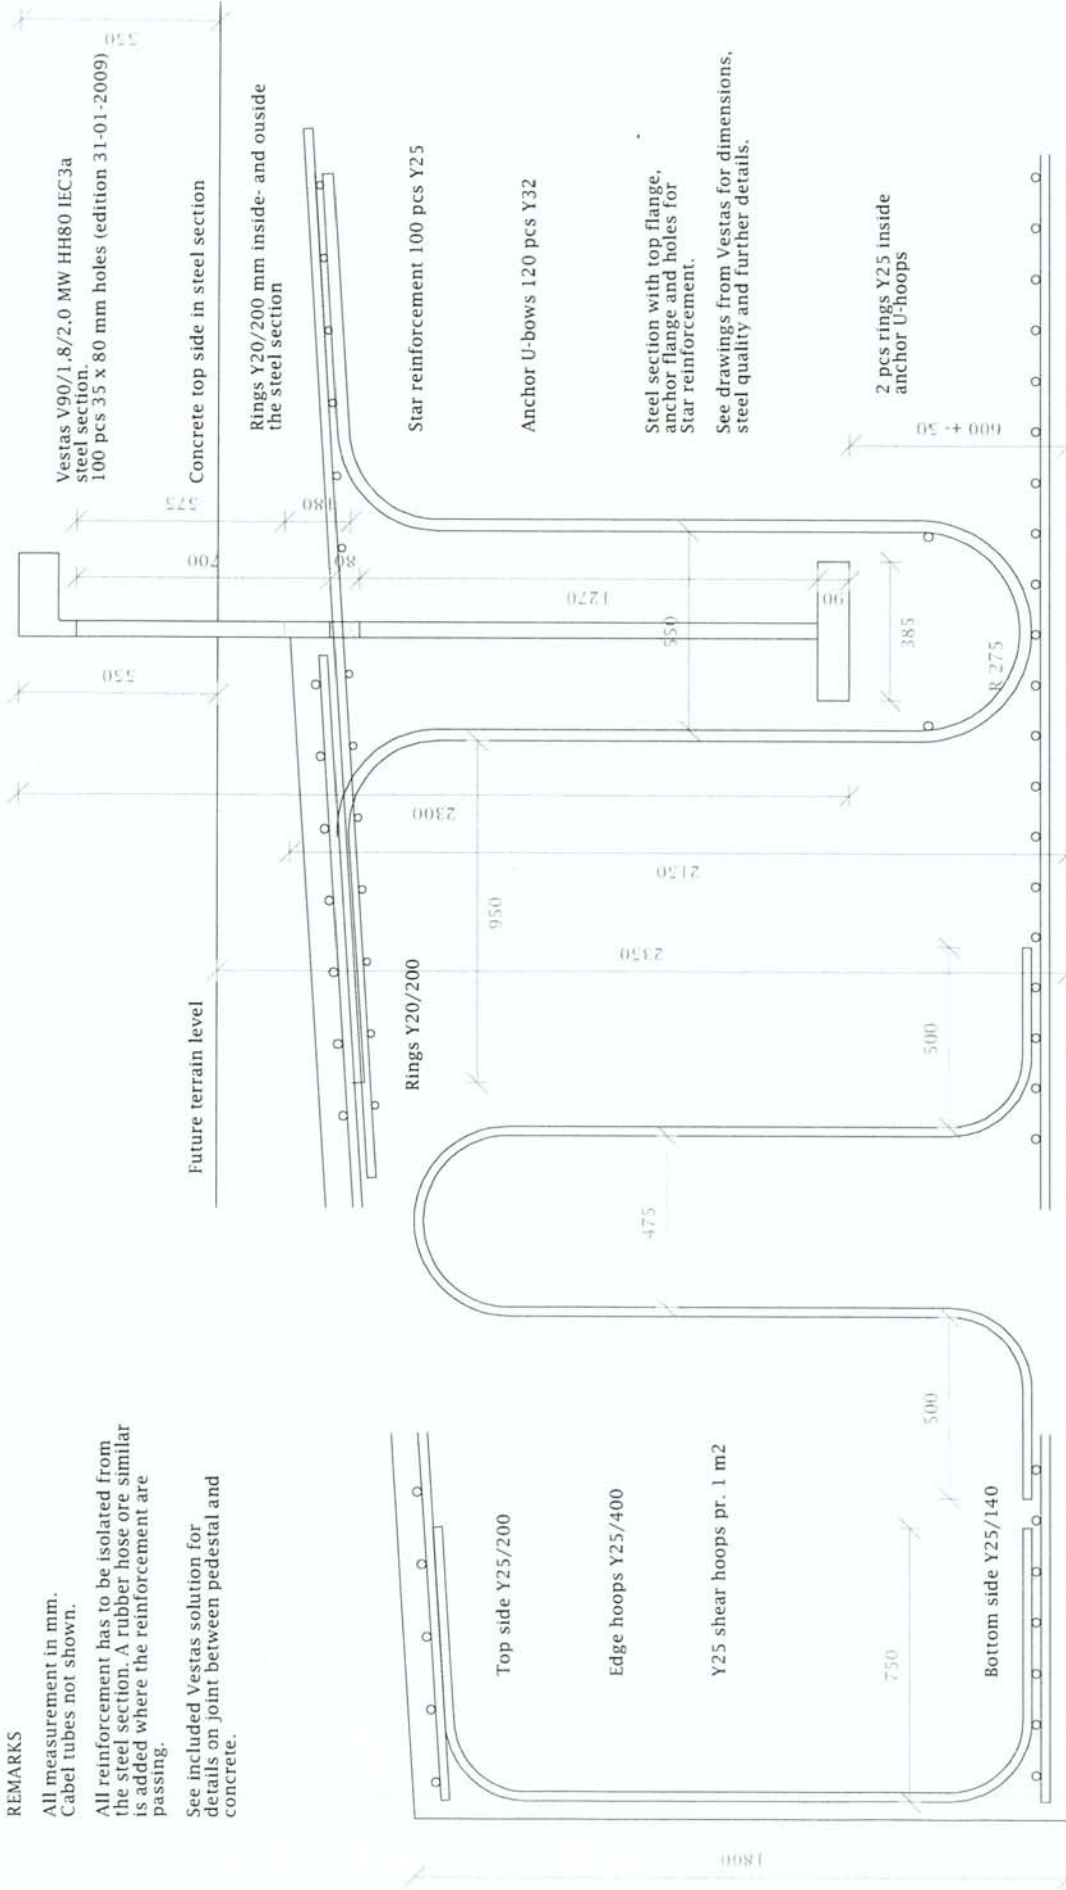 REMARKS
All measurement in mm.
Cabel tubes not shown.
All reinforcement has to be isolated from
the steel section. A rubber hose ore similar
is added where the reinforcement are
passing.
See included Vestas solution for
details on joint between pedestal and
concrete.
Vestas V90/1,8/2,0 MW HH80 IEC3a
steel section.
100 pcs 35 x 80 mm holes (edition 31-01-2009)
Concrete top side in steel section
Future terrain level
Rings Y20/200 mm inside- and ouside
the steel section
Star reinforcement 100 pcs Y25
Anchor U-bows 120 pcs Y32
Steel section with top flange,
anchor flange and holes for
Star reinforcement.
See drawings from Vestas for dimensions,
steel quality and further details.
2 pcs rings Y25 inside
anchor U-hoops
Rings Y20/200
Top side Y25/200
Edge hoops Y25/400
Y25 shear hoops pr. 1 m2
Bottom side Y25/140
550
550
575
180
700
80
1270
90
550
385
R 275
600 +- 50
2300
2150
2350
950
500
475
500
750
1800